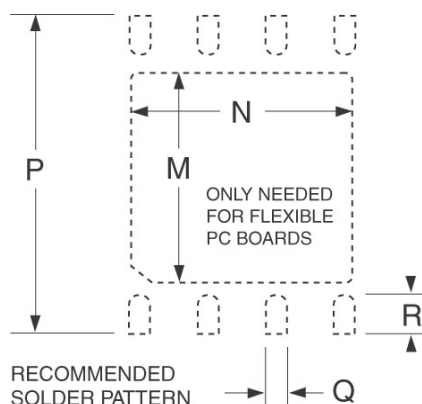 P
N
M
ONLY NEEDED
FOR FLEXIBLE
PC BOARDS
R
RECOMMENDED
SOLDER PATTERN
Q